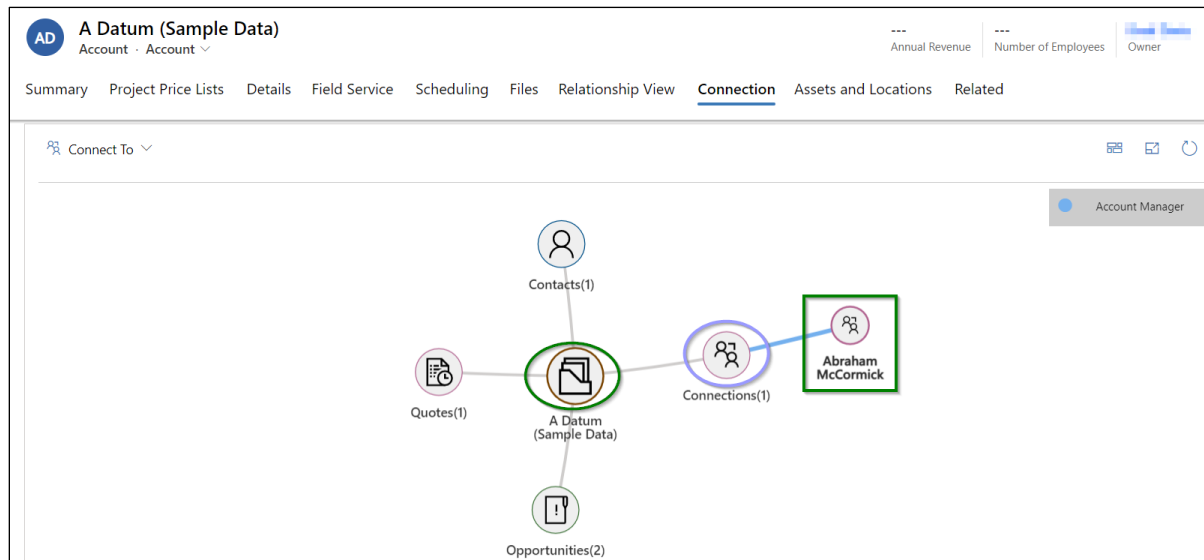 AD
A Datum (Sample Data)
Account · Account
---
Annual Revenue
---
Number of Employees
Owner
Summary Project Price Lists Details Field Service Scheduling Files Relationship View Connection Assets and Locations Related
Connect To
Account Manager
Contacts(1)
Abraham
McCormick
Connections(1)
Quotes(1)
A Datum
(Sample Data)
Opportunities(2)